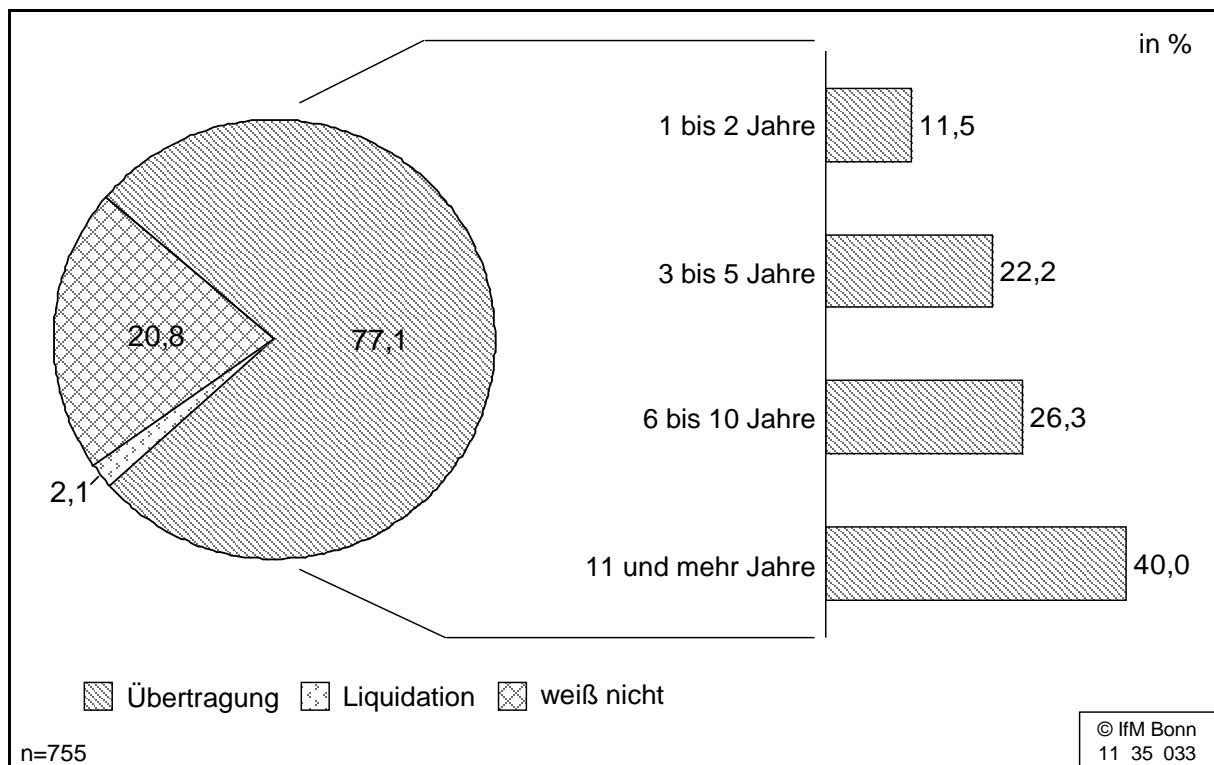 in %
1 bis 2 Jahre
11,5
3 bis 5 Jahre
22,2
20,8
77,1
6 bis 10 Jahre
26,3
2,1
11 und mehr Jahre
40,0
Übertragung Liquidation weiß nicht
n=755
© IfM Bonn
11 35 033